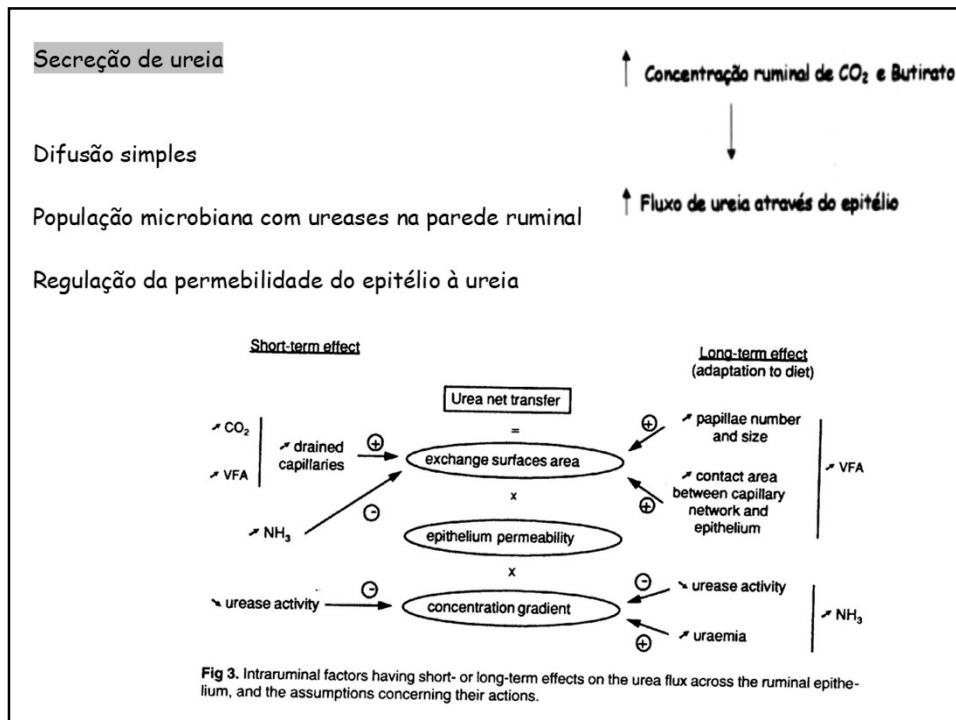 Secreção de ureia
↑ Concentração ruminal de CO₂ e Butirato
Difusão simples
População microbiana com ureases na parede ruminal
↑ Fluxo de ureia através do epitélio
Regulação da permebilidade do epitélio à ureia
Short-term effect
Long-term effect
(adaptation to diet)
Urea net transfer
=
↗ CO₂
↗ VFA
↗ drained
capillaries
⊕
exchange surfaces area
⊕
↗ papillae number
and size
↗ contact area
between capillary
network and
epithelium
⊕
↗ VFA
↗ NH₃
⊖
x
epithelium permeability
x
↘ urease activity
⊖
concentration gradient
⊖
↘ urease activity
⊕
↗ uraemia
↗ NH₃
Fig 3. Intraruminal factors having short- or long-term effects on the urea flux across the ruminal epithe-
lium, and the assumptions concerning their actions.